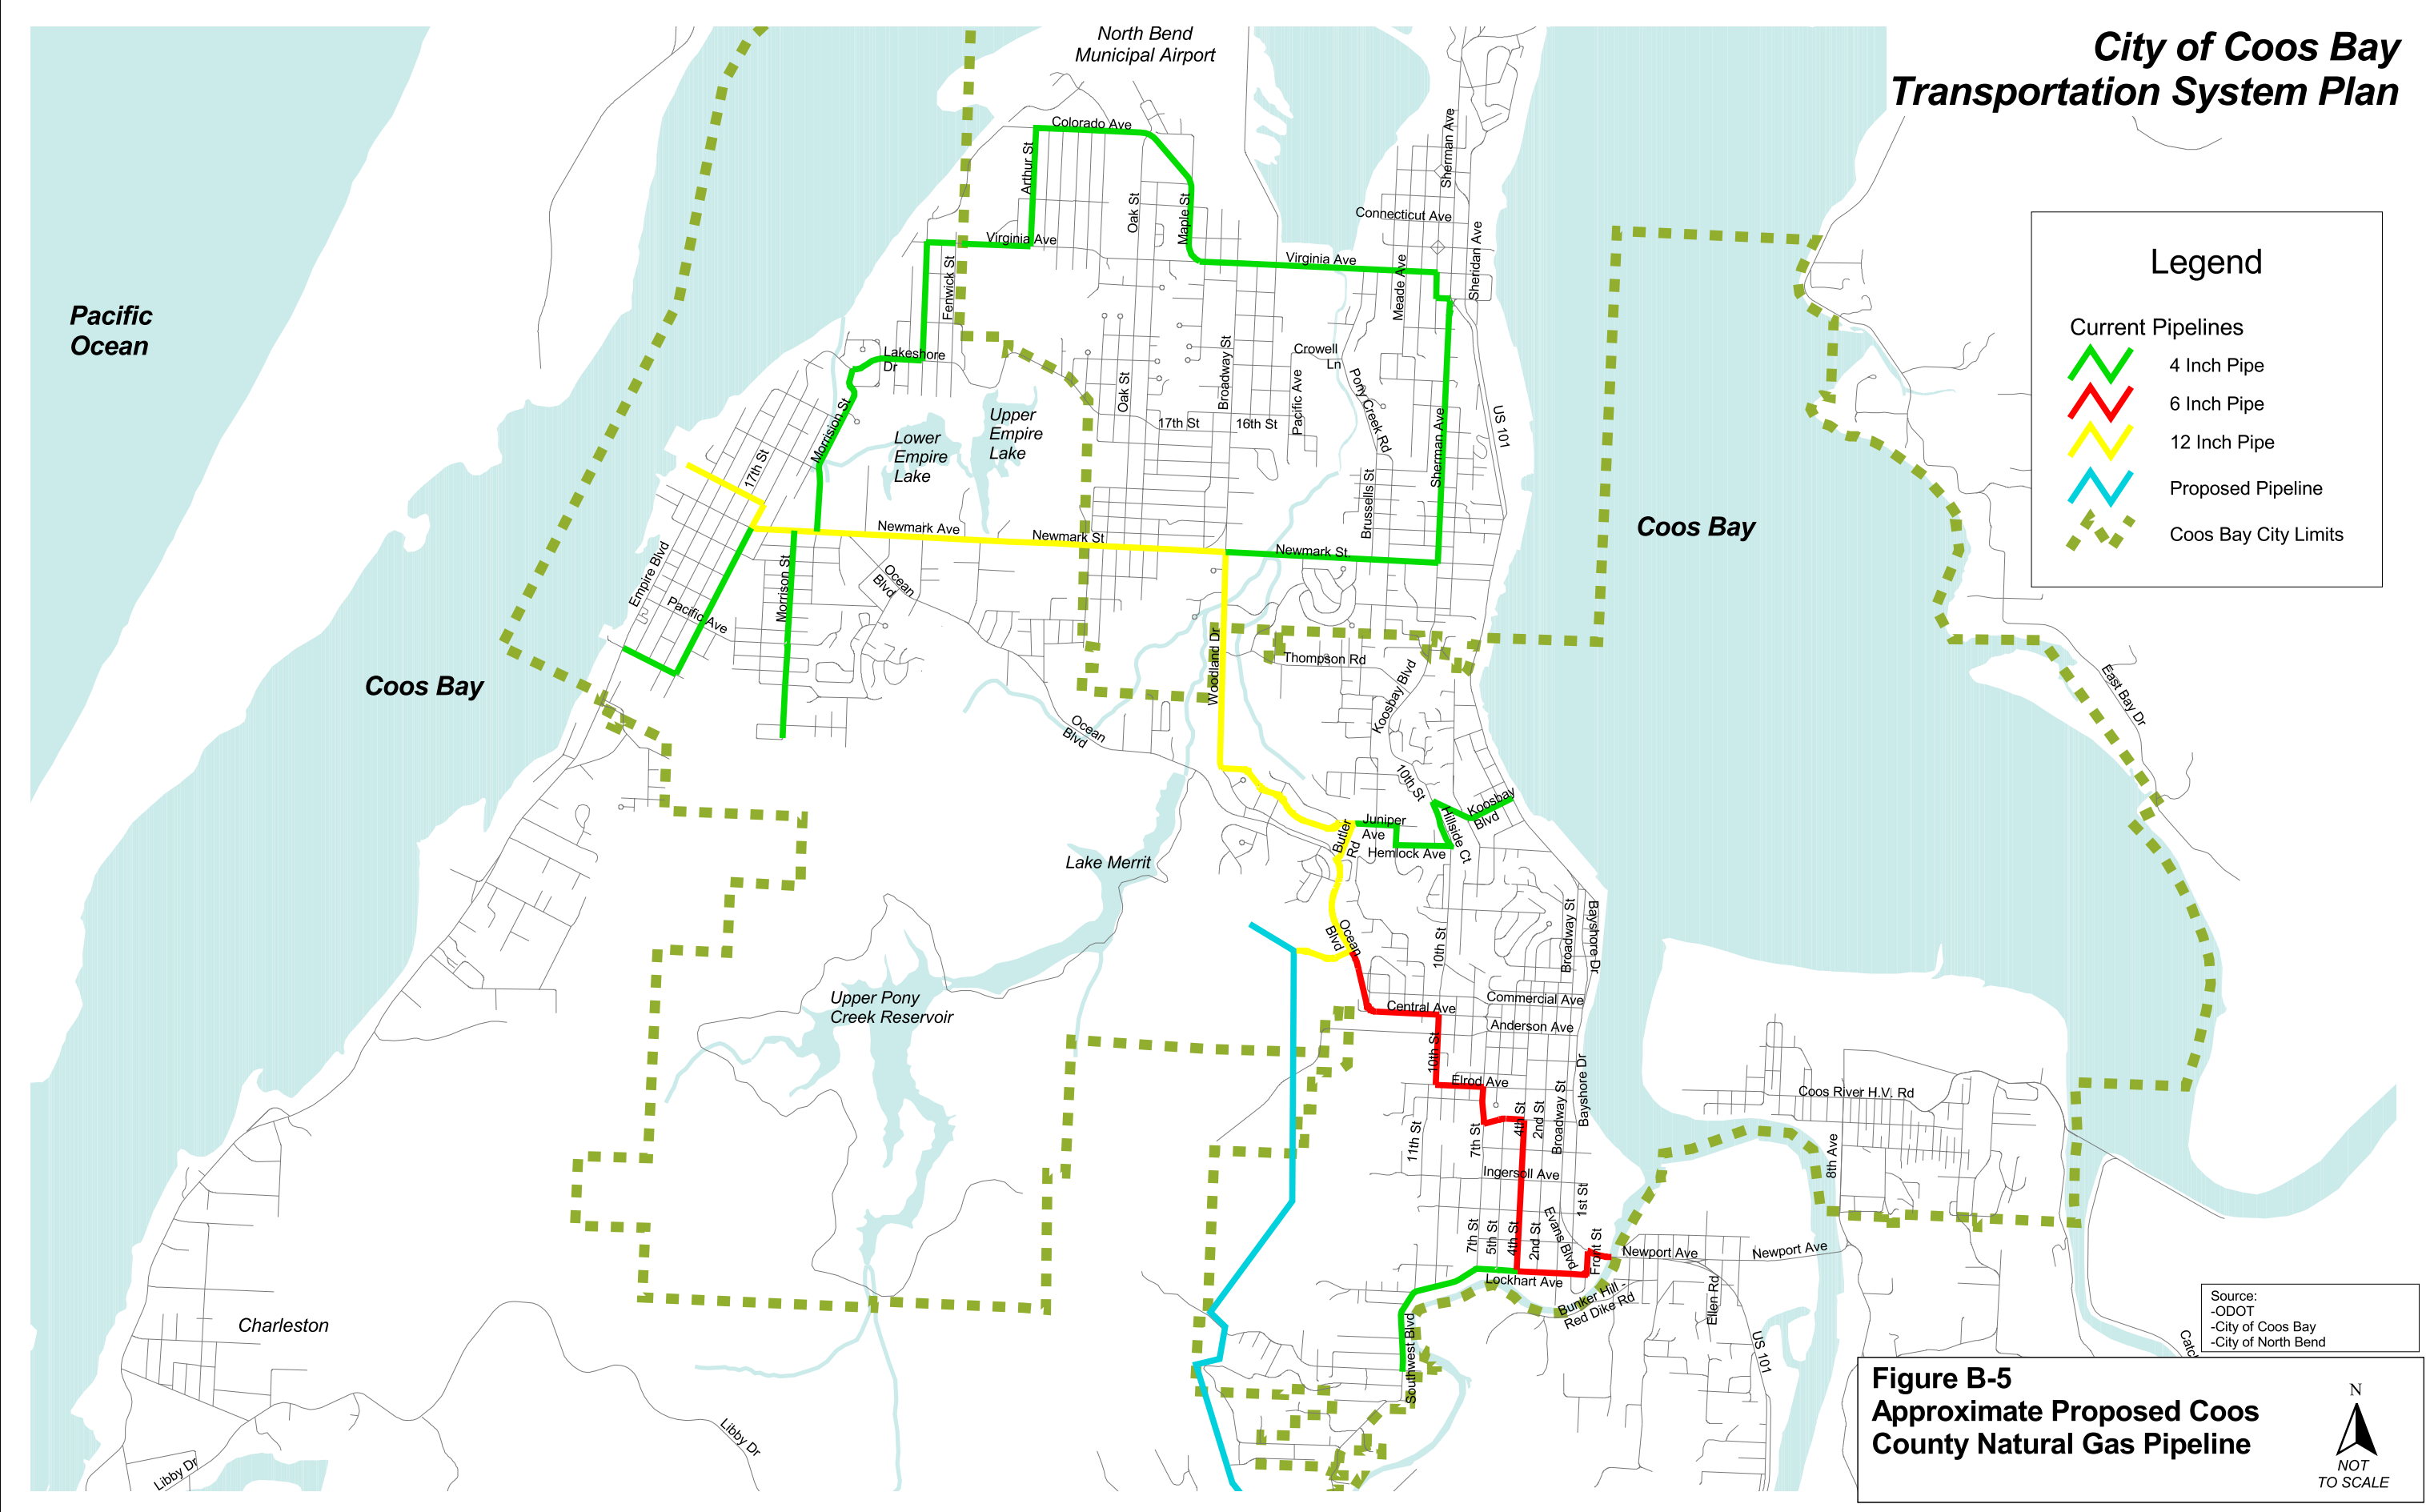 City of Coos Bay
Transportation System Plan
North Bend
Municipal Airport
Colorado Ave
Arthur St
Oak St
Maple St
Sherman Ave
Connecticut Ave
Sheridan Ave
Virginia Ave
Virginia Ave
Meade Ave
Fenwick St
Pacific
Ocean
Legend
Current Pipelines
4 Inch Pipe
6 Inch Pipe
12 Inch Pipe
Proposed Pipeline
Coos Bay City Limits
Lakeshore
Dr
Broadway St
Crowell
Ln
Oak St
Pacific Ave
Pony Creek Rd
US 101
Morrision St
Upper
Empire
Lake
Lower
Empire
Lake
17th St
16th St
Sherman Ave
17th St
Brussells St
Newmark Ave
Newmark St
Newmark St.
Coos Bay
Empire Blvd
Pacific Ave
Morrison St
Ocean
Blvd
Woodland Dr
Thompson Rd
Koosbay Blvd
East Bay Dr
Coos Bay
Ocean
Blvd
10th St
Koosbay
Blvd
Hillside Ct
Juniper
Ave
Butler
Rd
Hemlock Ave
Lake Merrit
Ocean
Blvd
10th St
Broadway St
Bayshore Dr
Upper Pony
Creek Reservoir
Central Ave
Commercial Ave
Anderson Ave
10th St
Elrod Ave
Bayshore Dr
Coos River H.V. Rd
11th St
7th St
4th St
2nd St
Broadway St
8th Ave
Ingersoll Ave
1st St
7th St
5th St
4th St
2nd St
Evans Blvd
Front St
Newport Ave
Newport Ave
Lockhart Ave
Bunker Hill -
Red Dike Rd
Ellen Rd
Southwest Blvd
US 101
Charleston
Libby Dr
Libby Dr
Source:
-ODOT
-City of Coos Bay
-City of North Bend
Figure B-5
Approximate Proposed Coos
County Natural Gas Pipeline
N
NOT
TO SCALE